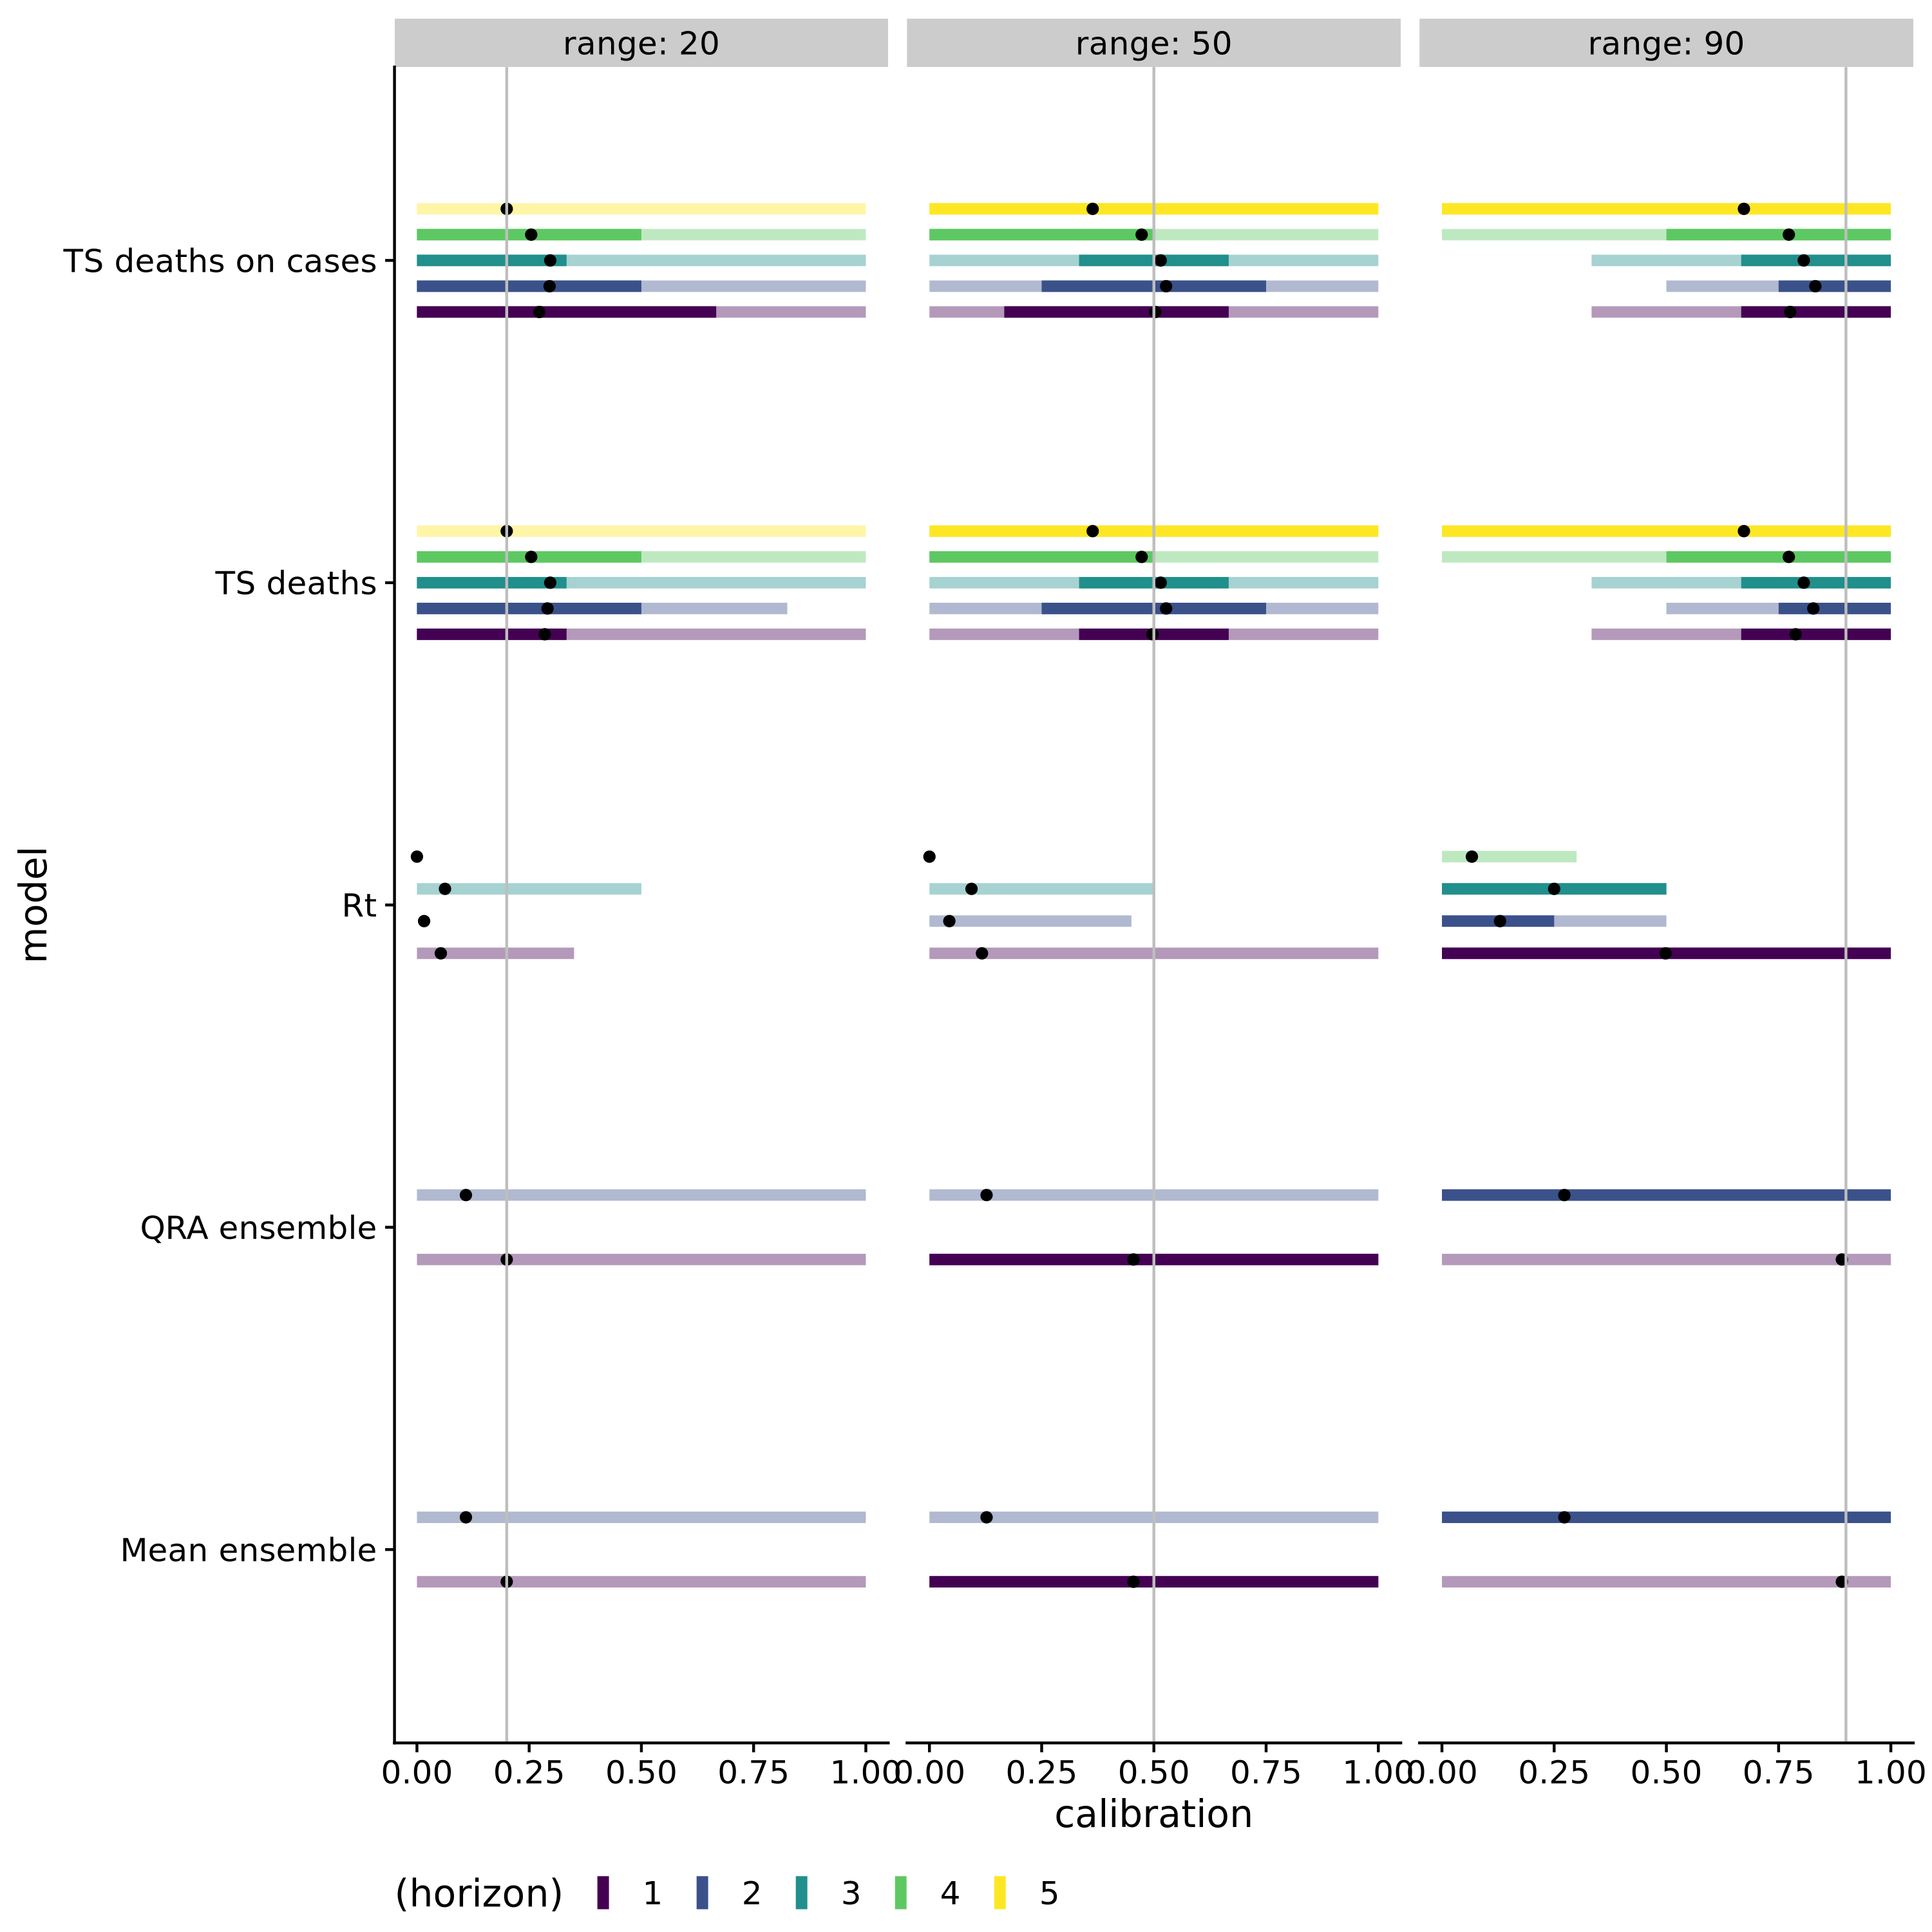 range: 20 range: 50 range: 90
TS deaths on cases
TS deaths
Rt
QRA ensemble
Mean ensemble
model
0.00 0.25 0.50 0.75 1.00 0.00 0.25 0.50 0.75 1.00 0.00 0.25 0.50 0.75 1.00
calibration
(horizon) 1 2 3 4 5